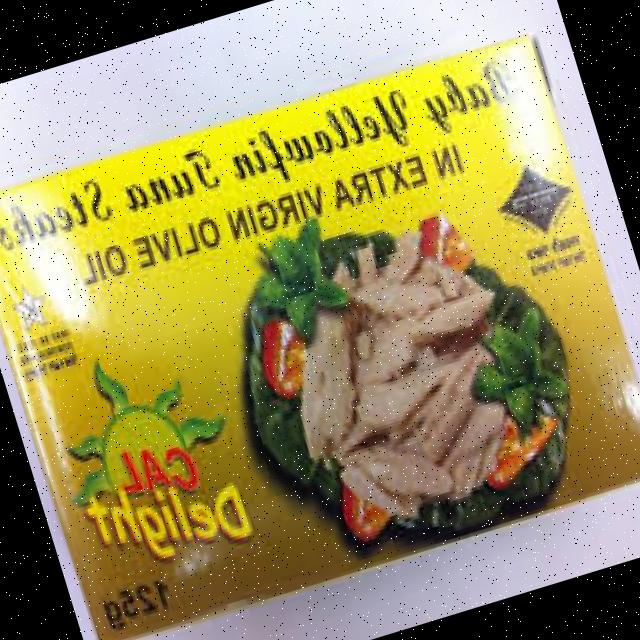 Baby Yellowfin Tuna Steaks
IN EXTRA VIRGIN OLIVE OIL
CAL
Delight
125g